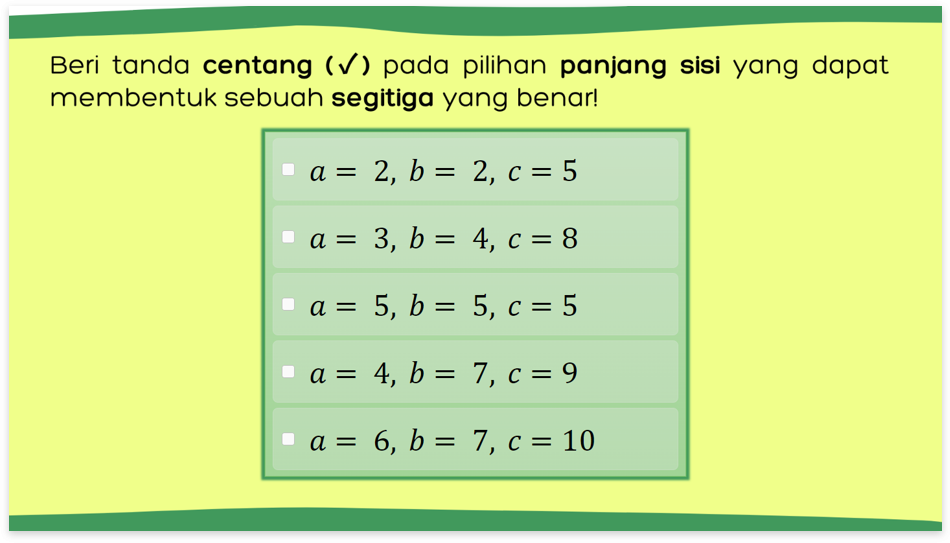 Beri tanda centang (✓) pada pilihan panjang sisi yang dapat
membentuk sebuah segitiga yang benar!
a = 2, b = 2, c = 5
a = 3, b = 4, c = 8
a = 5, b = 5, c = 5
a = 4, b = 7, c = 9
a = 6, b = 7, c = 10